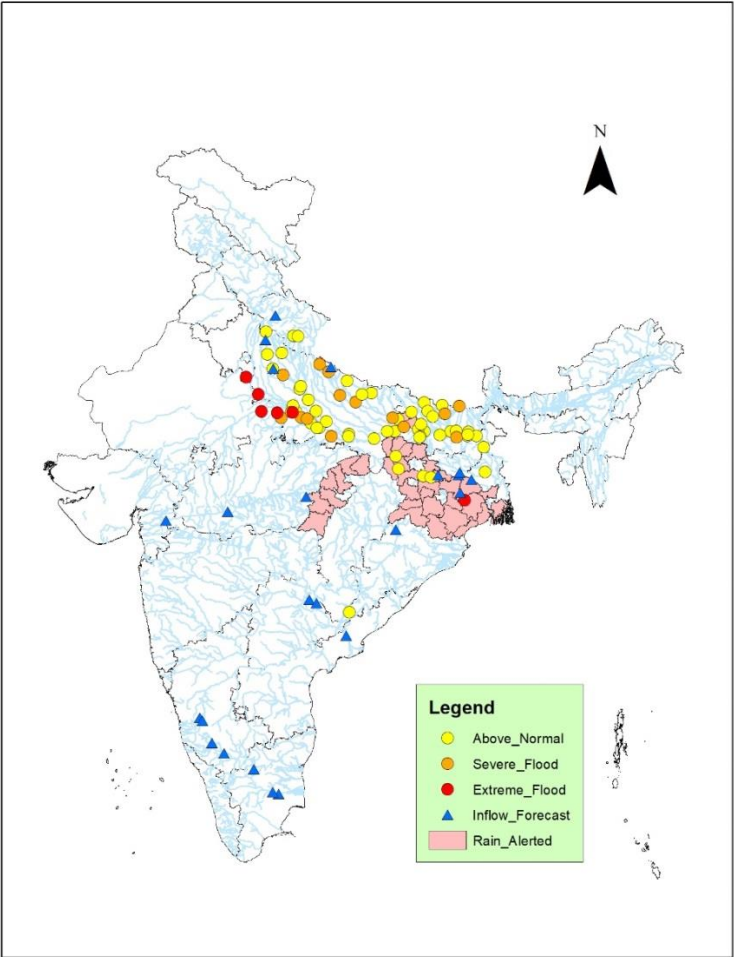 N
Legend
Above_Normal
Severe_Flood
Extreme_Flood
Inflow_Forecast
Rain_Alerted